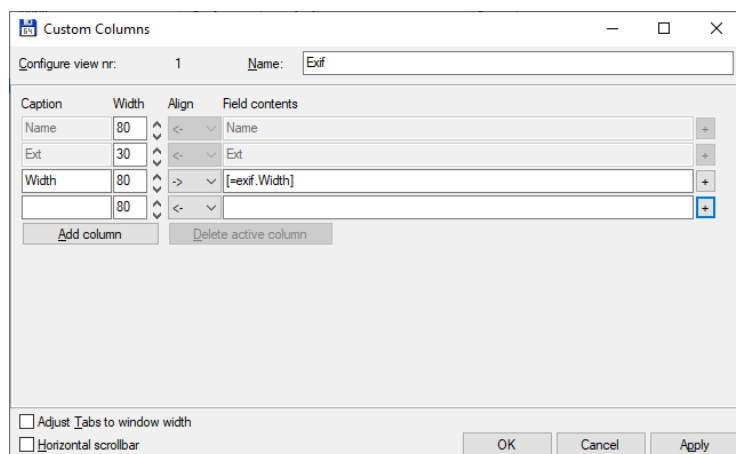 64 Custom Columns
Configure view nr: 1 Name: Exif
Caption Width Align Field contents
Name 80 <- Name +
Ext 30 <- Ext +
Width 80 -> [=exif.Width] +
80 <- +
Add column Delete active column
Adjust Tabs to window width
Horizontal scrollbar OK Cancel Apply